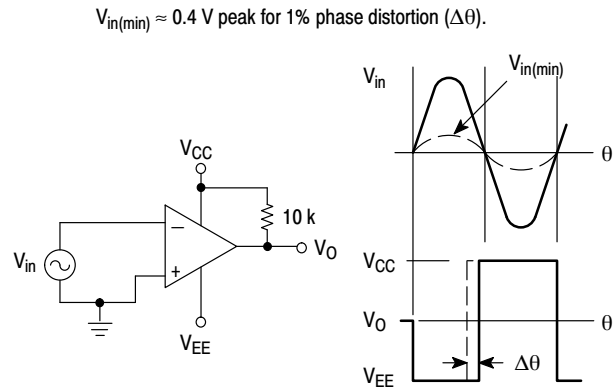 V_in(min) ≈ 0.4 V peak for 1% phase distortion (Δθ).
V_in
V_in(min)
θ
V_CC
10 k
V_in
−
+
V_O
V_EE
V_CC
V_O
θ
V_EE
Δθ